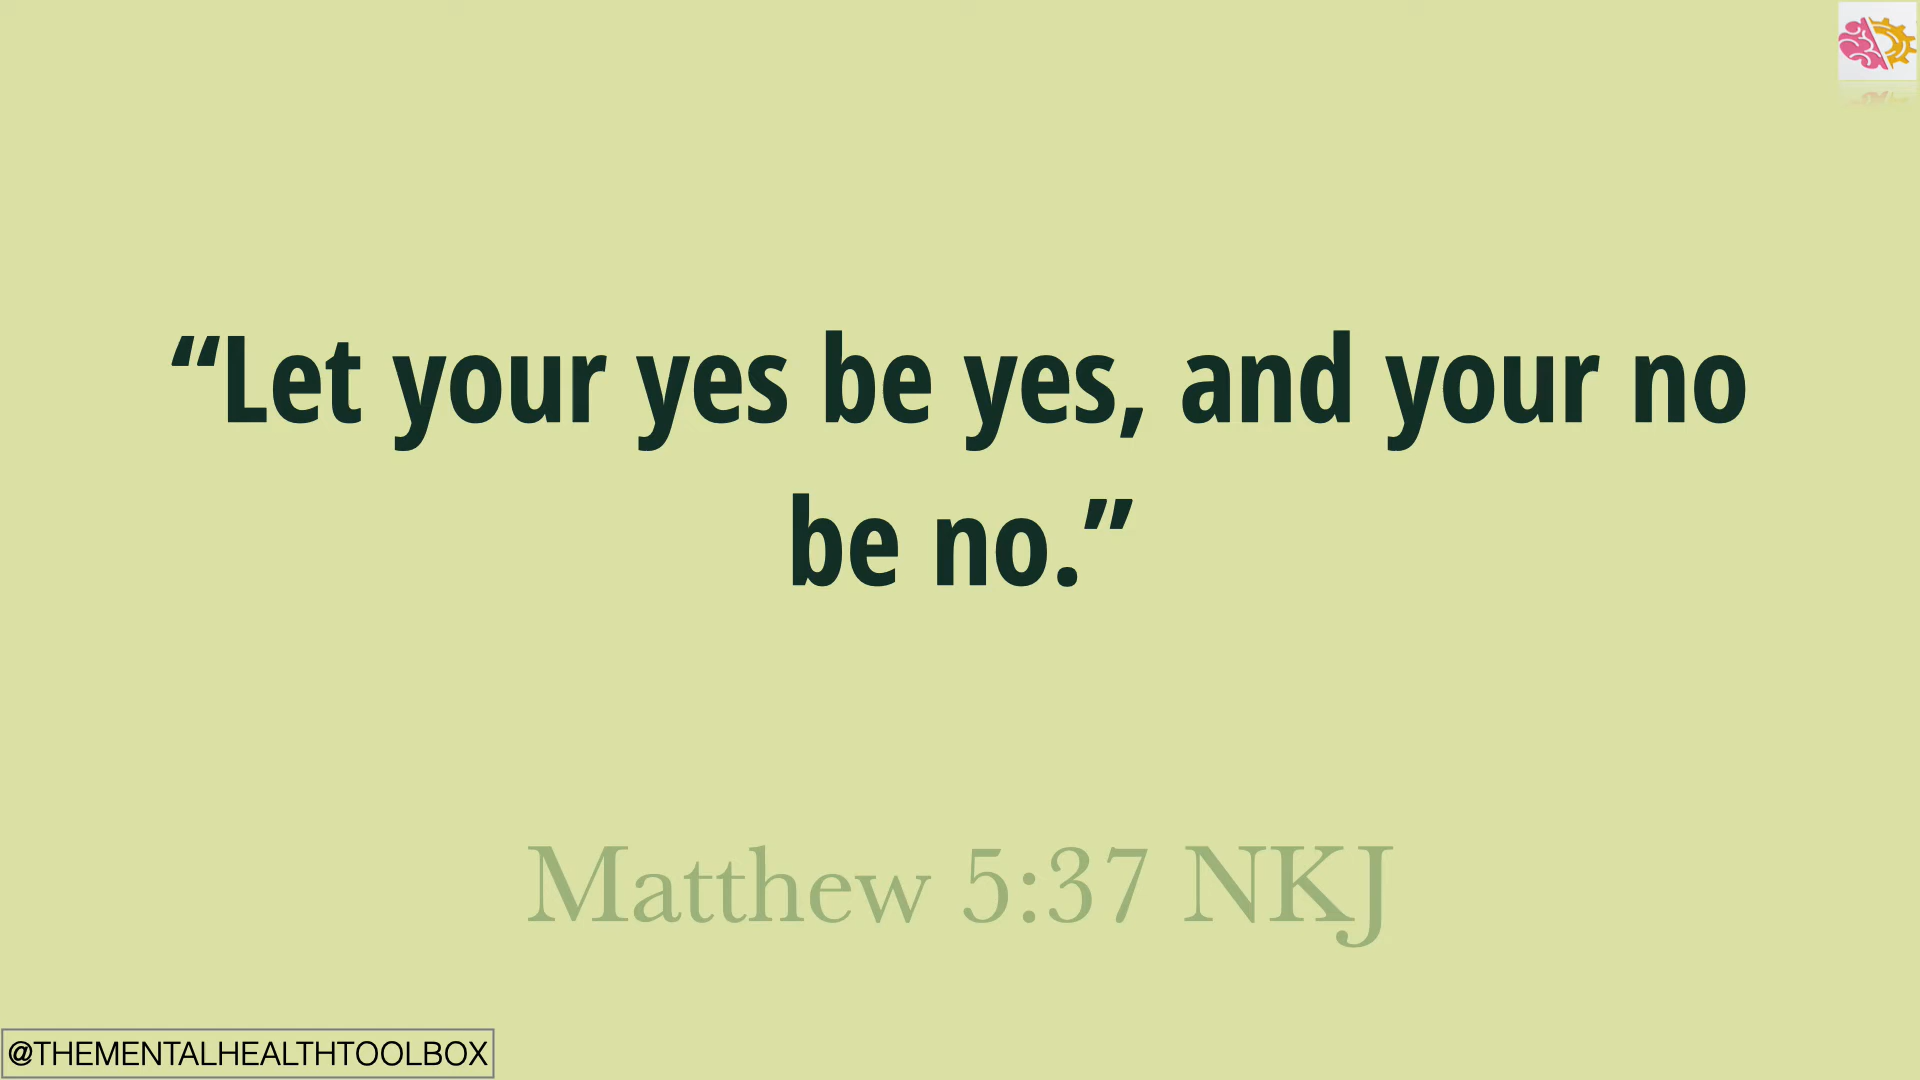 “Let your yes be yes, and your no
be no.”
Matthew 5:37 NKJ
@THEMENTALHEALTHTOOLBOX